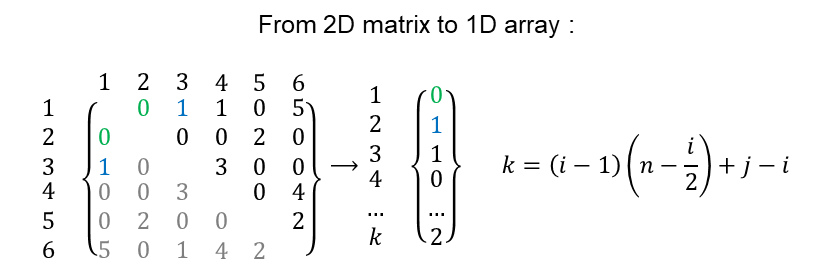 From 2D matrix to 1D array :
1 2 3 4 5 6
1 0 1 1 0 5
2 0 0 0 2 0
3 1 0 3 0 0
4 0 0 3 0 4
5 0 2 0 0 2
6 5 0 1 4 2
→
1 0
2 1
3 1
4 0
... ...
k 2
k = (i − 1)(n − i/2) + j − i